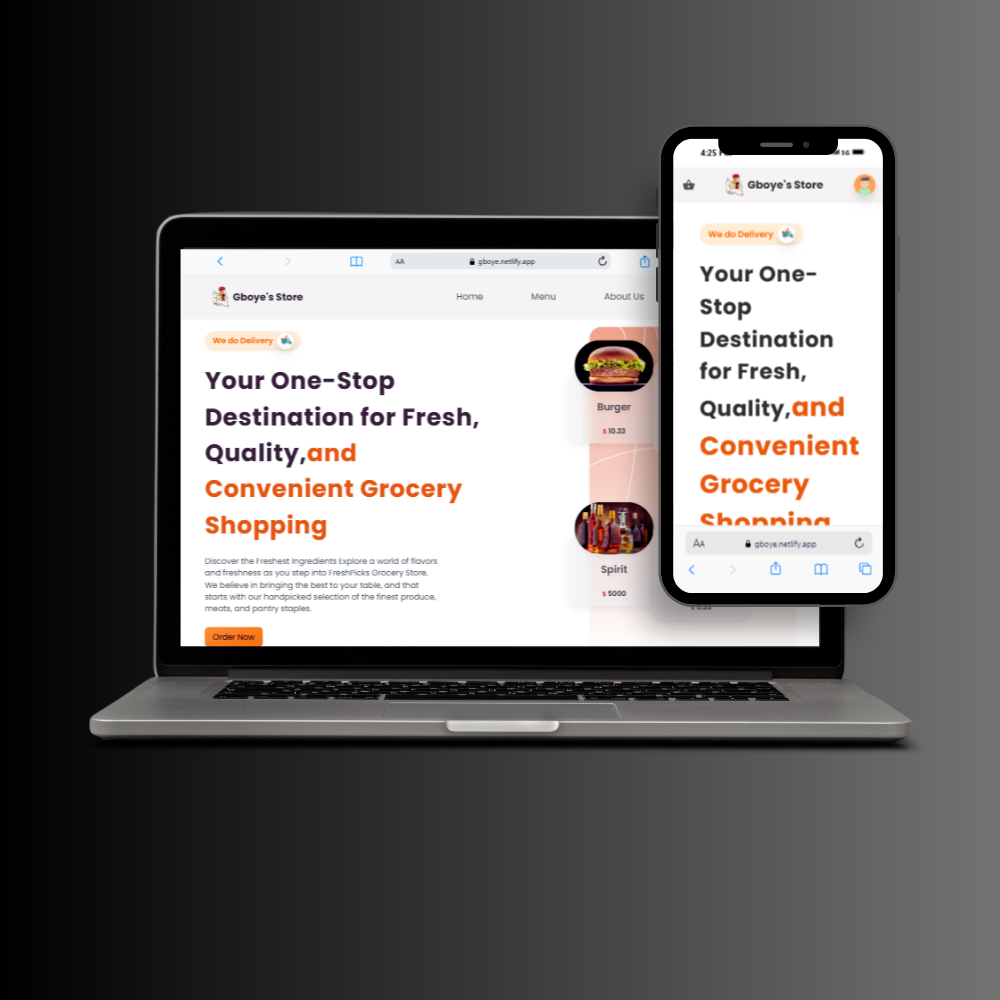 AA
gboye.netlify.app
Gboye's Store
Home
Menu
About Us
We do Delivery
Your One-Stop
Destination for Fresh,
Quality,and
Convenient Grocery
Shopping
Discover the Freshest Ingredients Explore a world of flavors
and freshness as you step into FreshPicks Grocery Store.
We believe in bringing the best to your table, and that
starts with our handpicked selection of the finest produce,
meats, and pantry staples.
Order Now
Burger
$ 10.33
Spirit
$ 5000
4:25
5G
Gboye's Store
We do Delivery
Your One-
Stop
Destination
for Fresh,
Quality,and
Convenient
Grocery
Shopping
AA
gboye.netlify.app